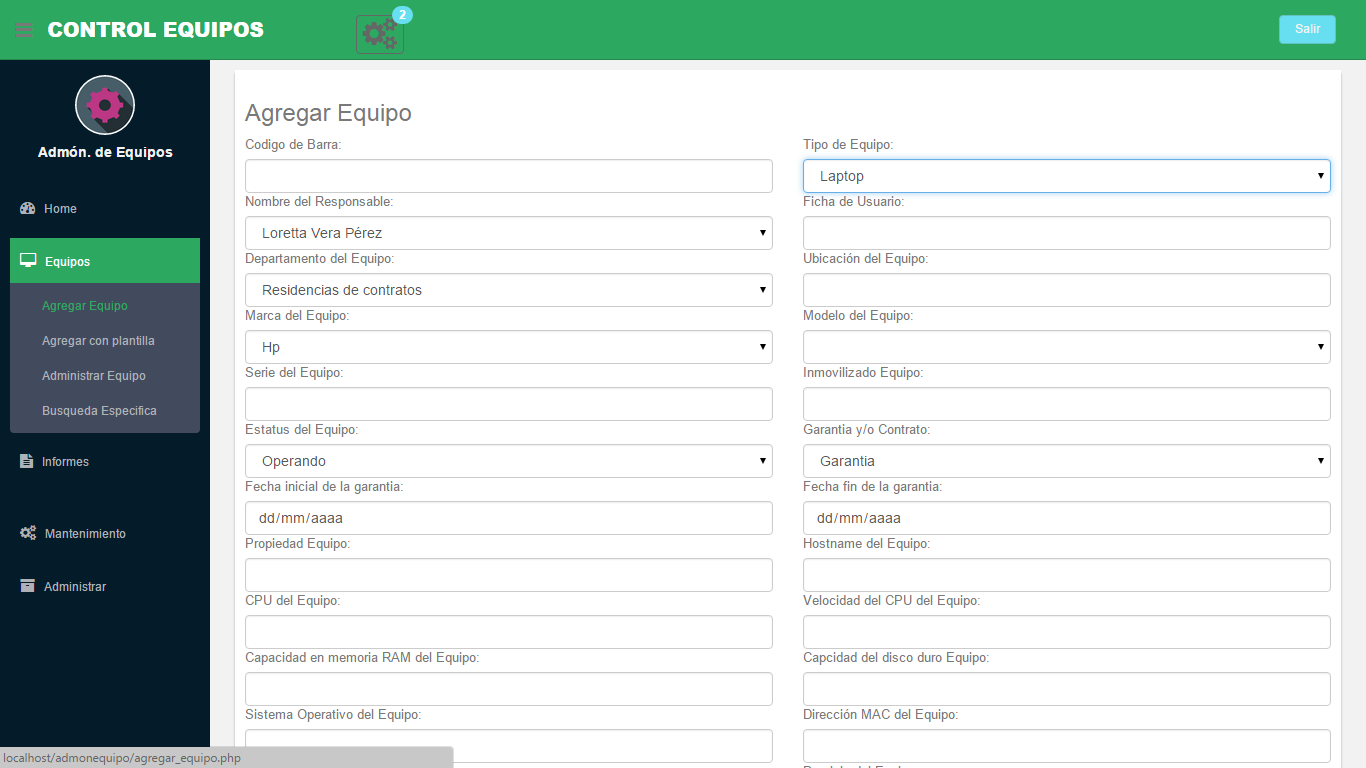 CONTROL EQUIPOS
2
Salir
Admón. de Equipos
Home
Equipos
Agregar Equipo
Agregar con plantilla
Administrar Equipo
Busqueda Especifica
Informes
Mantenimiento
Administrar
Agregar Equipo
Codigo de Barra:
Tipo de Equipo:
Laptop
Nombre del Responsable:
Ficha de Usuario:
Loretta Vera Pérez
Departamento del Equipo:
Ubicación del Equipo:
Residencias de contratos
Marca del Equipo:
Modelo del Equipo:
Hp
Serie del Equipo:
Inmovilizado Equipo:
Estatus del Equipo:
Garantia y/o Contrato:
Operando
Garantia
Fecha inicial de la garantia:
Fecha fin de la garantia:
dd/mm/aaaa
dd/mm/aaaa
Propiedad Equipo:
Hostname del Equipo:
CPU del Equipo:
Velocidad del CPU del Equipo:
Capacidad en memoria RAM del Equipo:
Capcidad del disco duro Equipo:
Sistema Operativo del Equipo:
Dirección MAC del Equipo:
localhost/admonequipo/agregar_equipo.php